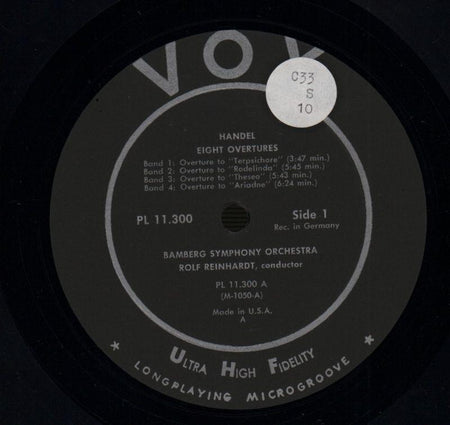 VOX
C33
S
10
HANDEL
EIGHT OVERTURES
Band 1: Overture to "Terpsichore" (3:47 min.)
Band 2: Overture to "Rodelinda" (5:45 min.)
Band 3: Overture to "Theseo" (5:43 min.)
Band 4: Overture to "Ariadne" (6:24 min.)
PL 11.300
Side 1
Rec. in Germany
BAMBERG SYMPHONY ORCHESTRA
ROLF REINHARDT, conductor
PL 11.300 A
(M-1050-A)
Made in U.S.A.
A
ULTRA HIGH FIDELITY
* LONGPLAYING MICROGROOVE *